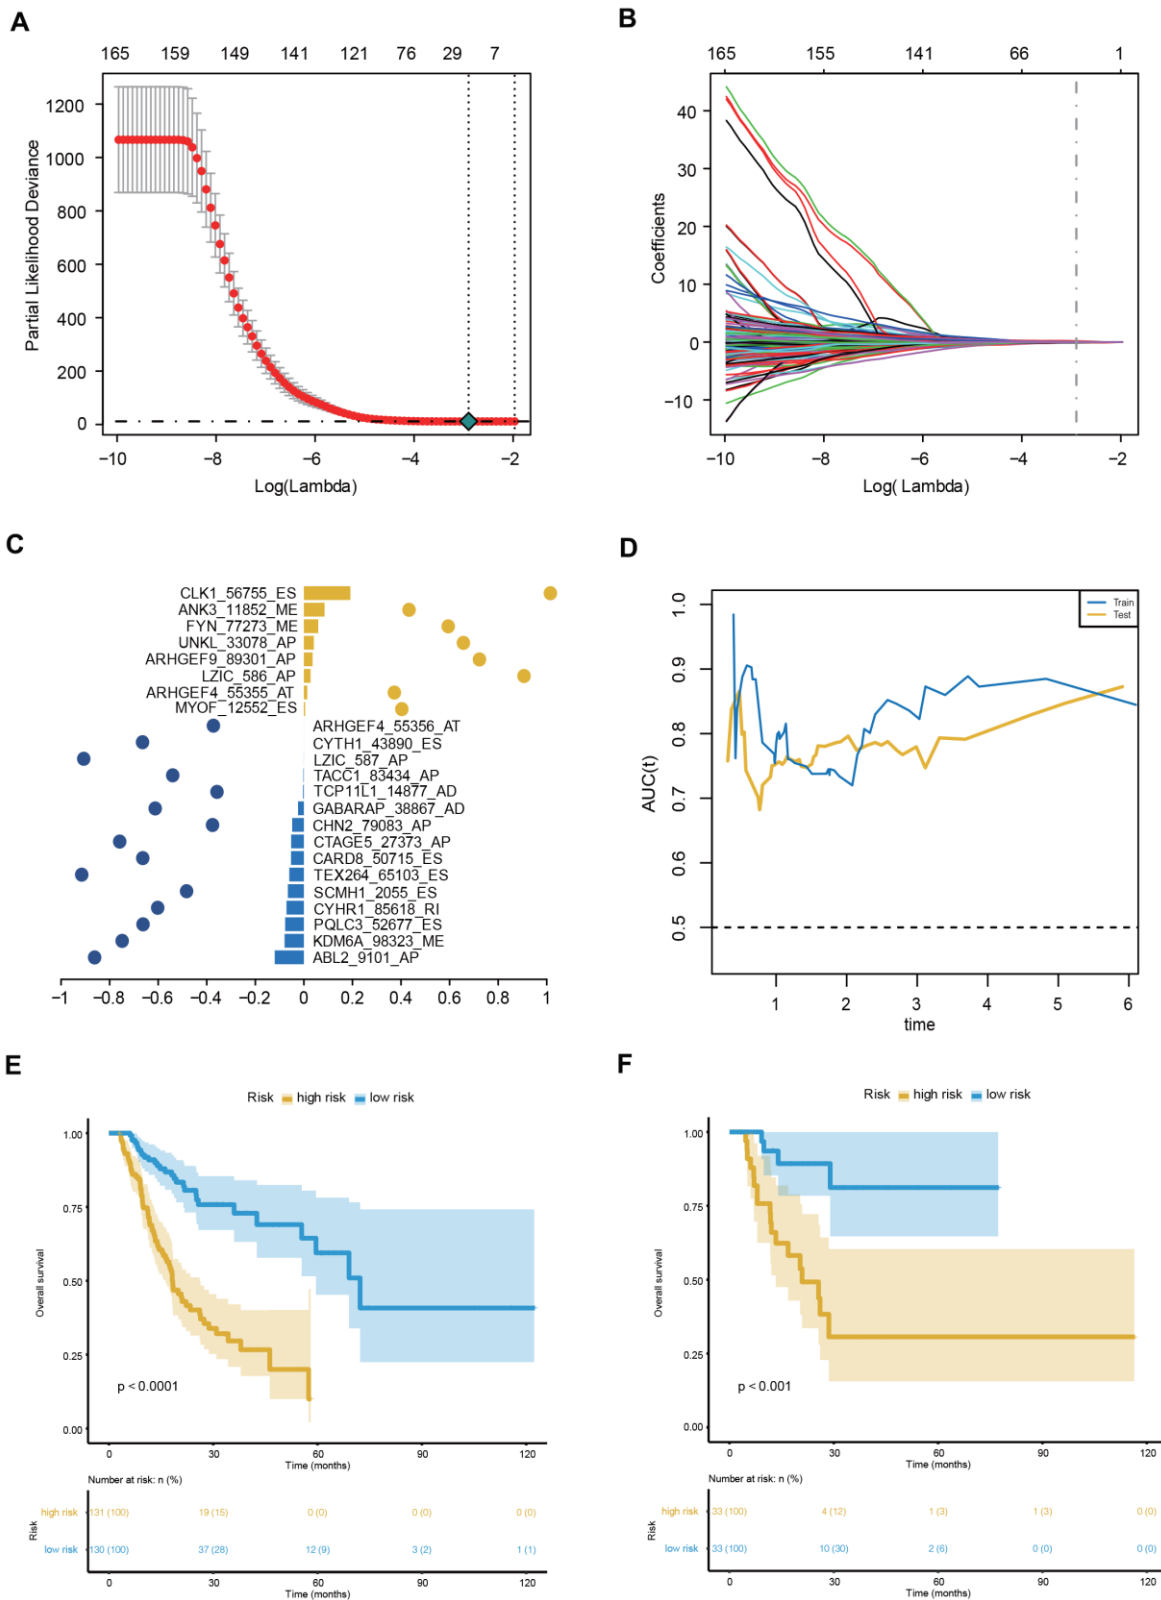 A
165 159 149 141 121 76 29 7
Partial Likelihood Deviance
1200
1000
800
600
400
200
0
−10 −8 −6 −4 −2
Log(Lambda)
B
165 155 141 66 1
Coefficients
40
30
20
10
0
−10
−10 −8 −6 −4 −2
Log( Lambda)
C
CLK1_56755_ES
ANK3_11852_ME
FYN_77273_ME
UNKL_33078_AP
ARHGEF9_89301_AP
LZIC_586_AP
ARHGEF4_55355_AT
MYOF_12552_ES
ARHGEF4_55356_AT
CYTH1_43890_ES
LZIC_587_AP
TACC1_83434_AP
TCP11L1_14877_AD
GABARAP_38867_AD
CHN2_79083_AP
CTAGE5_27373_AP
CARD8_50715_ES
TEX264_65103_ES
SCMH1_2055_ES
CYHR1_85618_RI
PQLC3_52677_ES
KDM6A_98323_ME
ABL2_9101_AP
−1 −0.8 −0.6 −0.4 −0.2 0 0.2 0.4 0.6 0.8 1
D
Train
Test
AUC(t)
1.0
0.9
0.8
0.7
0.6
0.5
1 2 3 4 5 6
time
E
Risk high risk low risk
Overall survival
1.00
0.75
0.50
0.25
0.00
p < 0.0001
0 30 60 90 120
Time (months)
Number at risk: n (%)
Risk
high risk 131 (100) 19 (15) 0 (0) 0 (0) 0 (0)
low risk 130 (100) 37 (28) 12 (9) 3 (2) 1 (1)
0 30 60 90 120
Time (months)
F
Risk high risk low risk
Overall survival
1.00
0.75
0.50
0.25
0.00
p < 0.001
0 30 60 90 120
Time (months)
Number at risk: n (%)
Risk
high risk 33 (100) 4 (12) 1 (3) 1 (3) 0 (0)
low risk 33 (100) 10 (30) 2 (6) 0 (0) 0 (0)
0 30 60 90 120
Time (months)